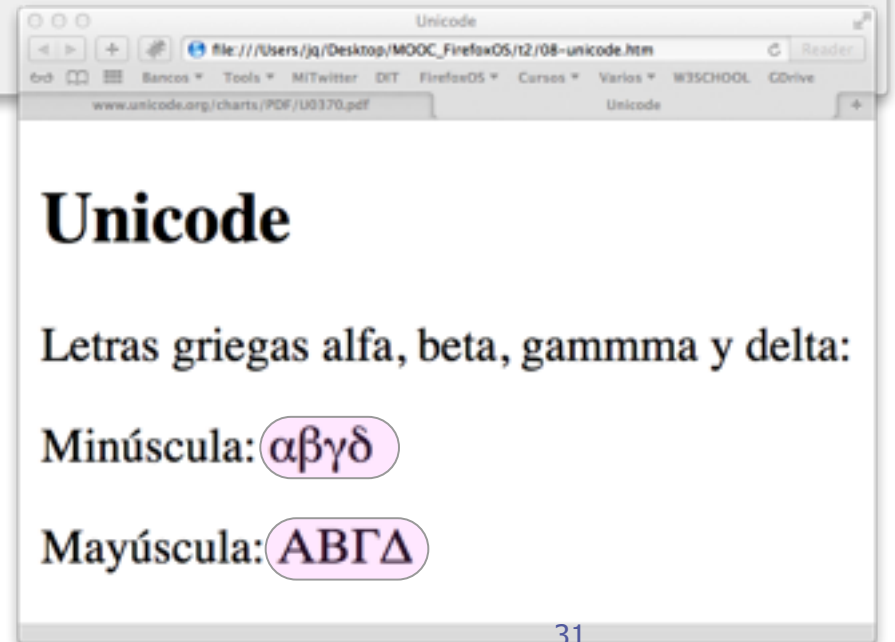 Unicode
file:///Users/jq/Desktop/MOOC_FirefoxOS/t2/08-unicode.htm
Reader
Bancos Tools MiTwitter DIT FirefoxOS Cursos Varios W3SCHOOL GDrive
www.unicode.org/charts/PDF/U0370.pdf Unicode
Unicode
Letras griegas alfa, beta, gammma y delta:
Minúscula: αβγδ
Mayúscula: ΑΒΓΔ
31